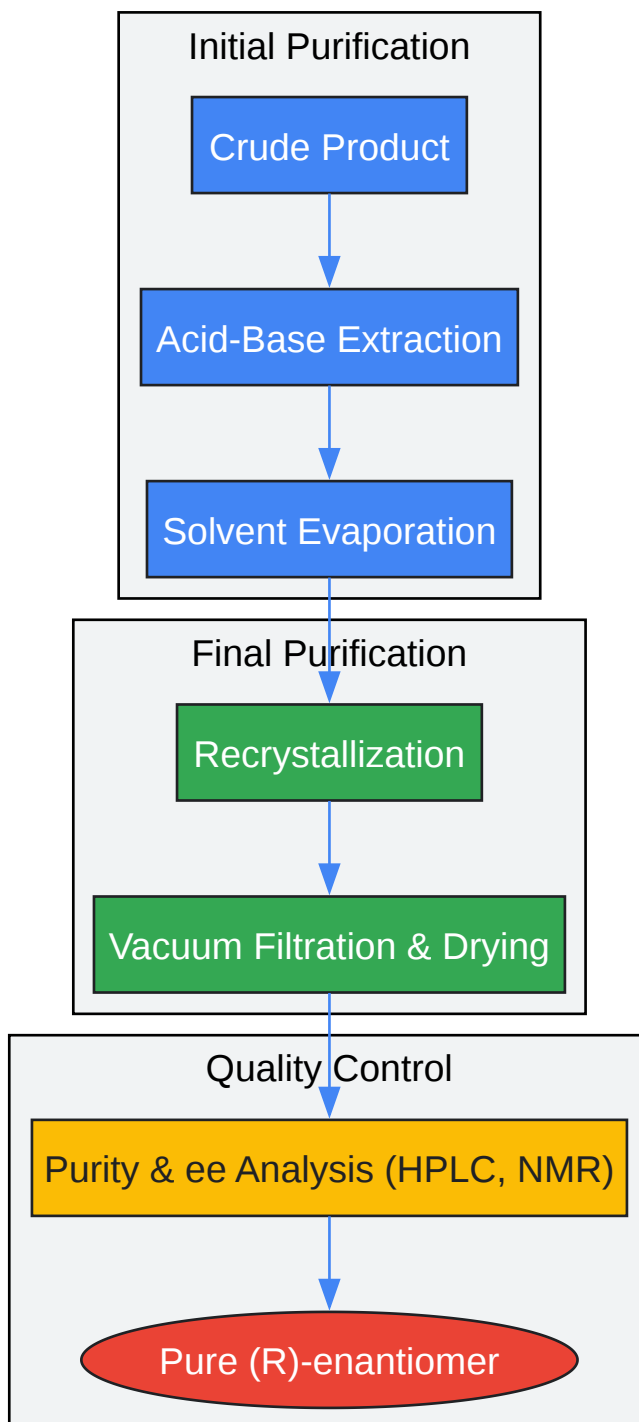 Initial Purification
Crude Product
Acid-Base Extraction
Solvent Evaporation
Final Purification
Recrystallization
Vacuum Filtration & Drying
Quality Control
Purity & ee Analysis (HPLC, NMR)
Pure (R)-enantiomer